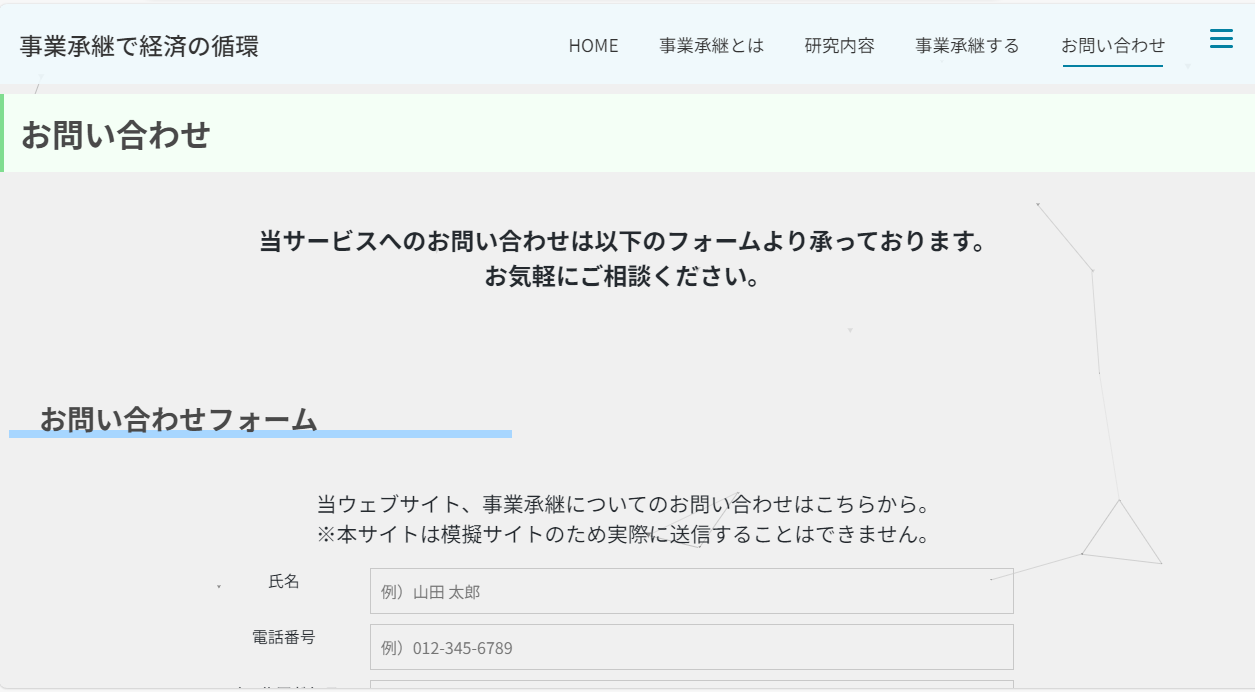 事業承継で経済の循環
HOME 事業承継とは 研究内容 事業承継する お問い合わせ
お問い合わせ
当サービスへのお問い合わせは以下のフォームより承っております。
お気軽にご相談ください。
お問い合わせフォーム
当ウェブサイト、事業承継についてのお問い合わせはこちらから。
※本サイトは模擬サイトのため実際に送信することはできません。
氏名 例）山田 太郎
電話番号 例）012-345-6789